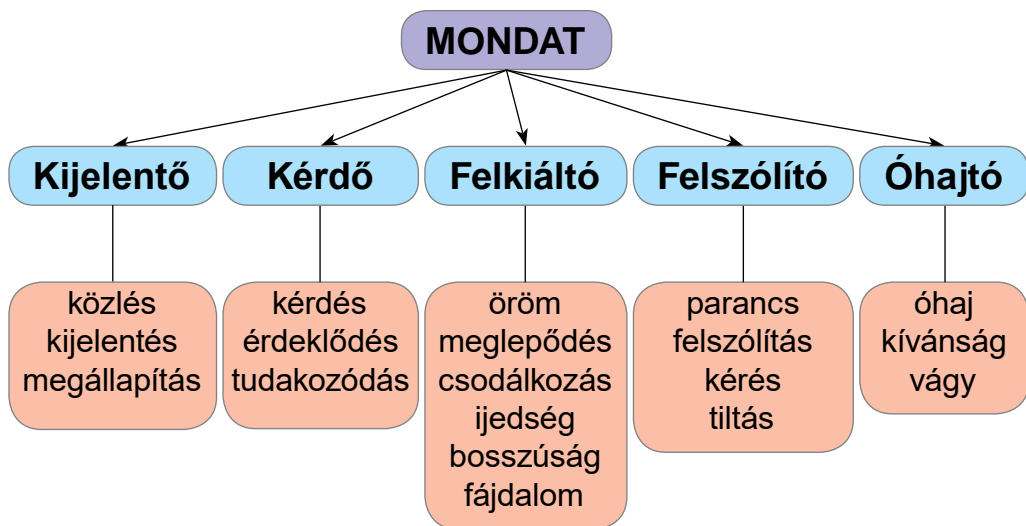 MONDAT
Kijelentő
Kérdő
Felkiáltó
Felszólító
Óhajtó
közlés
kijelentés
megállapítás
kérdés
érdeklődés
tudakozódás
öröm
meglepődés
csodálkozás
ijedség
bosszúság
fájdalom
parancs
felszólítás
kérés
tiltás
óhaj
kívánság
vágy